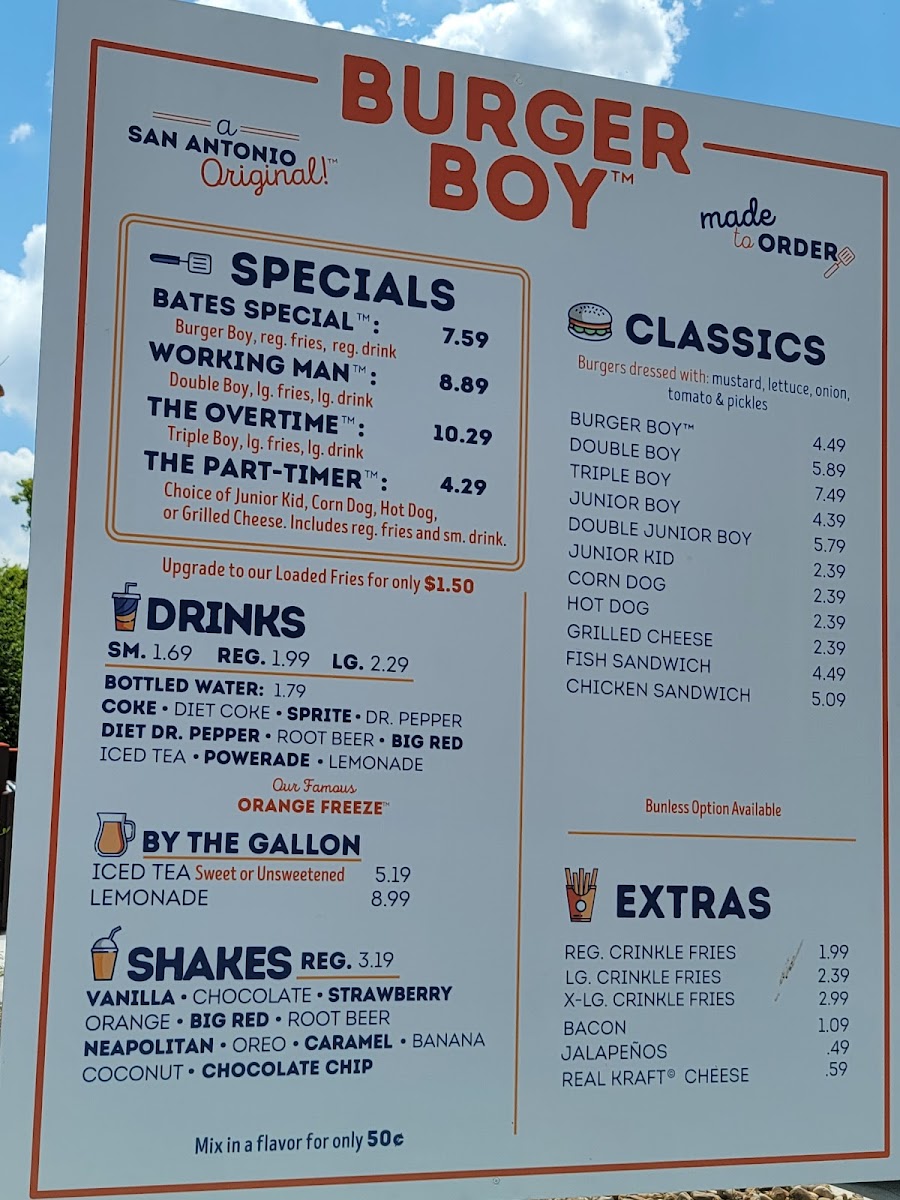 BURGER
BOY™
a
SAN ANTONIO
Original!™
made
to ORDER
SPECIALS
BATES SPECIAL™: 7.59
Burger Boy, reg. fries, reg. drink
WORKING MAN™: 8.89
Double Boy, lg. fries, lg. drink
THE OVERTIME™: 10.29
Triple Boy, lg. fries, lg. drink
THE PART-TIMER™: 4.29
Choice of Junior Kid, Corn Dog, Hot Dog,
or Grilled Cheese. Includes reg. fries and sm. drink.
Upgrade to our Loaded Fries for only $1.50
DRINKS
SM. 1.69 REG. 1.99 LG. 2.29
BOTTLED WATER: 1.79
COKE • DIET COKE • SPRITE • DR. PEPPER
DIET DR. PEPPER • ROOT BEER • BIG RED
ICED TEA • POWERADE • LEMONADE
Our Famous
ORANGE FREEZE™
BY THE GALLON
ICED TEA Sweet or Unsweetened 5.19
LEMONADE 8.99
SHAKES REG. 3.19
VANILLA • CHOCOLATE • STRAWBERRY
ORANGE • BIG RED • ROOT BEER
NEAPOLITAN • OREO • CARAMEL • BANANA
COCONUT • CHOCOLATE CHIP
Mix in a flavor for only 50¢
CLASSICS
Burgers dressed with: mustard, lettuce, onion,
tomato & pickles
BURGER BOY™ 4.49
DOUBLE BOY 5.89
TRIPLE BOY 7.49
JUNIOR BOY 4.39
DOUBLE JUNIOR BOY 5.79
JUNIOR KID 2.39
CORN DOG 2.39
HOT DOG 2.39
GRILLED CHEESE 2.39
FISH SANDWICH 4.49
CHICKEN SANDWICH 5.09
Bunless Option Available
EXTRAS
REG. CRINKLE FRIES 1.99
LG. CRINKLE FRIES 2.39
X-LG. CRINKLE FRIES 2.99
BACON 1.09
JALAPEÑOS .49
REAL KRAFT© CHEESE .59